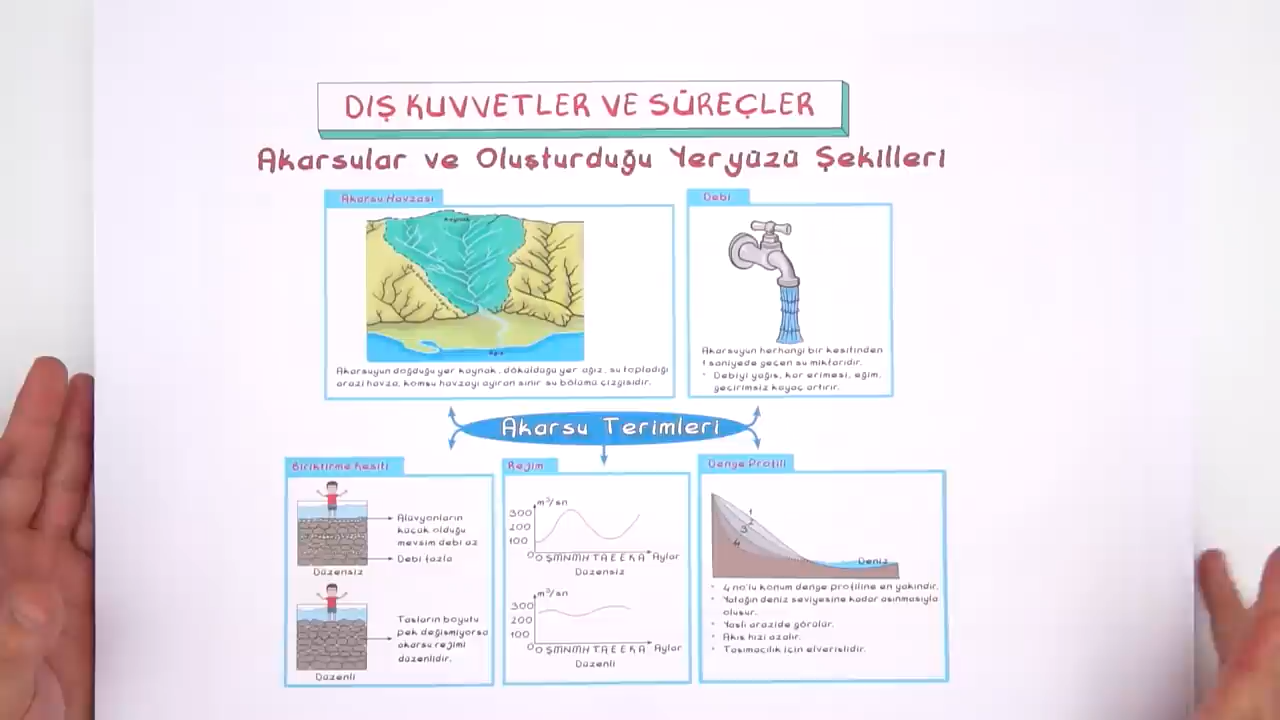 DIŞ KUVVETLER VE SÜREÇLER
Akarsular ve Oluşturduğu Yeryüzü Şekilleri
Akarsu Havzası
Kaynak
Ağız
Akarsuyun doğduğu yer kaynak, döküldüğü yer ağız, su topladığı
arazi havza, komşu havzayı ayıran sınır su bölümü çizgisidir.
Debi
Akarsuyun herhangi bir kesitinden
1 saniyede geçen su miktarıdır.
• Debiyi yağış, kar erimesi, eğim,
geçirimsiz kayaç artırır.
Akarsu Terimleri
Biriktirme Kesiti
Alüvyonların
küçük olduğu
mevsim debi az
Debi fazla
Düzensiz
Taşların boyutu
pek değişmiyorsa
akarsu rejimi
düzenlidir.
Düzenli
Rejim
m³/sn
300
200
100
0 O Ş M N M H T A E E K A Aylar
Düzensiz
m³/sn
300
200
100
0 O Ş M N M H T A E E K A Aylar
Düzenli
Denge Profili
1
2
3
4
Deniz
• 4 no'lu konum denge profiline en yakındır.
• Yatağın deniz seviyesine kadar aşınmasıyla
oluşur.
• Yaşlı arazide görülür.
• Akış hızı azalır.
• Taşımacılık için elverişlidir.